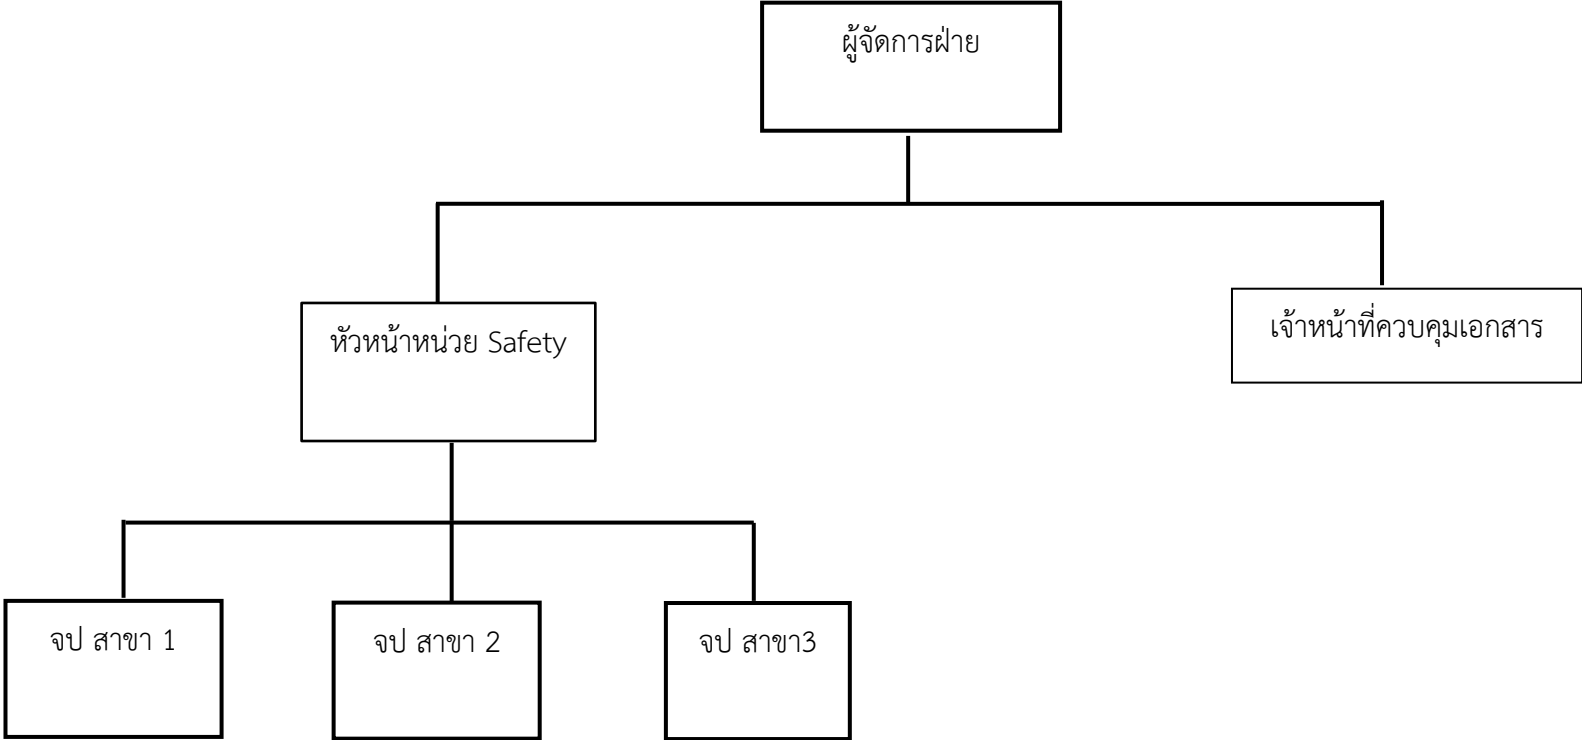 ผู้จัดการฝ่าย
หัวหน้าหน่วย Safety
เจ้าหน้าที่ควบคุมเอกสาร
จป สาขา 1
จป สาขา 2
จป สาขา3